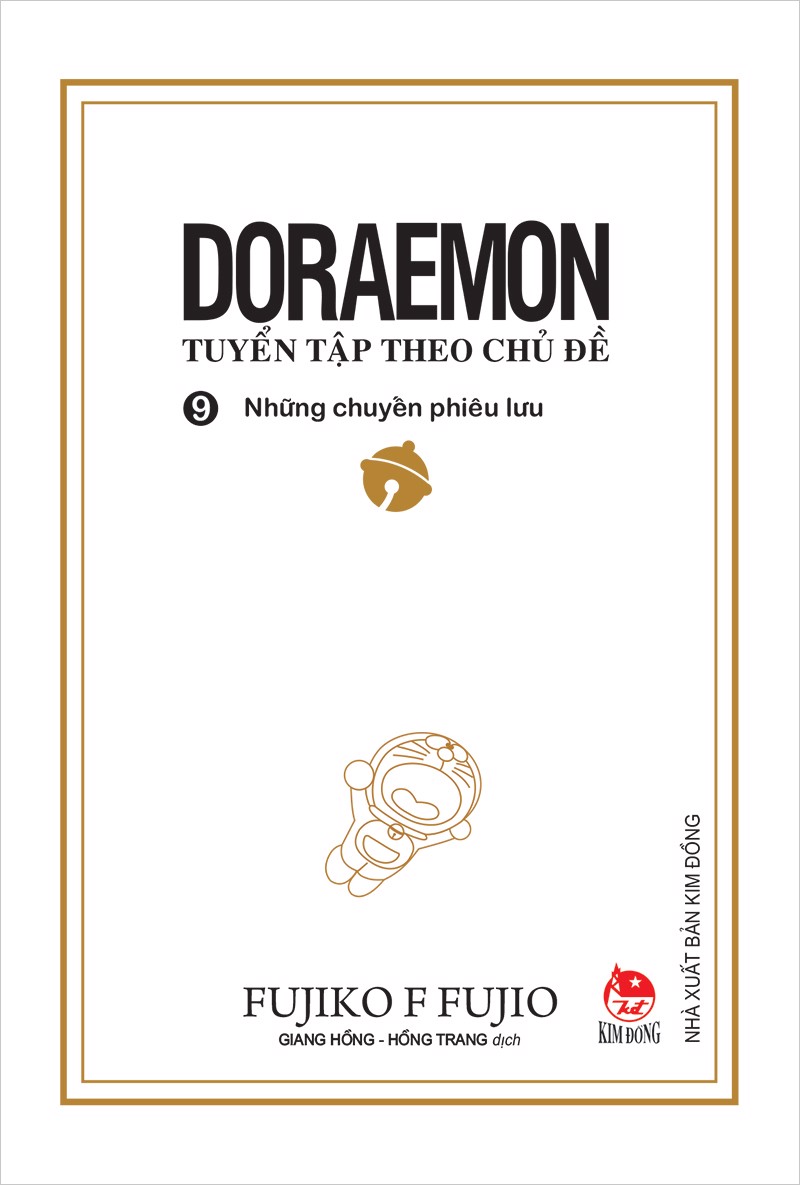 DORAEMON
TUYỂN TẬP THEO CHỦ ĐỀ
9 Những chuyến phiêu lưu
FUJIKO F FUJIO
GIANG HỒNG - HỒNG TRANG dịch
kđ
KIM ĐỒNG
NHÀ XUẤT BẢN KIM ĐỒNG